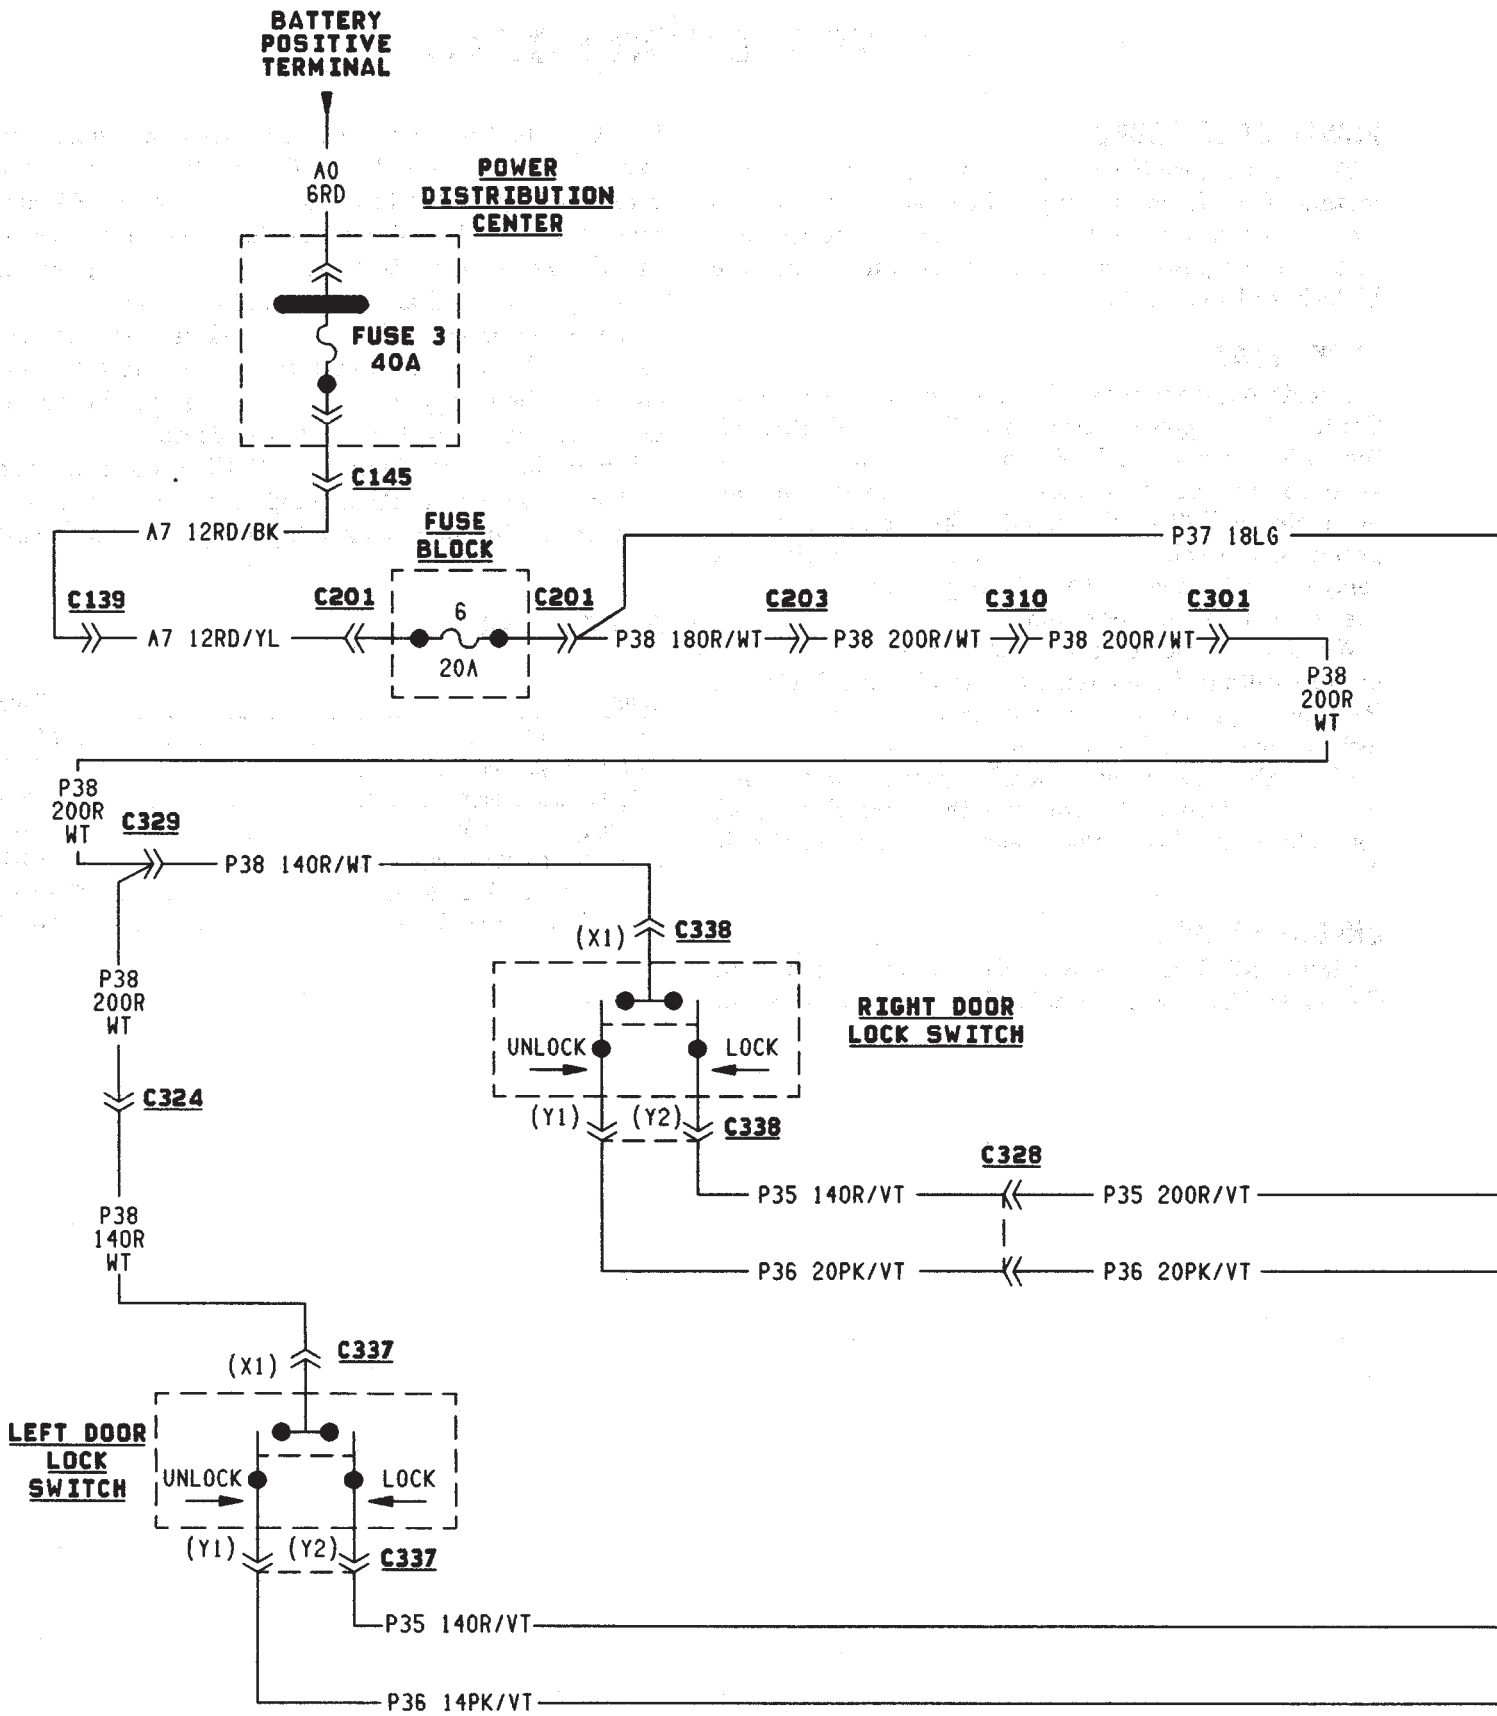 BATTERY
POSITIVE
TERMINAL
A0
6RD
POWER
DISTRIBUTION
CENTER
FUSE 3
40A
C145
A7 12RD/BK
FUSE
BLOCK
P37 18LG
C139
C201
6
C201
C203
C310
C301
A7 12RD/YL
20A
P38 18OR/WT
P38 20OR/WT
P38 20OR/WT
P38
20OR
WT
P38
20OR
WT
C329
P38 14OR/WT
(X1)
C338
P38
20OR
WT
RIGHT DOOR
LOCK SWITCH
UNLOCK
LOCK
C324
(Y1)
(Y2)
C338
C328
P35 14OR/VT
P35 20OR/VT
P38
14OR
WT
P36 20PK/VT
P36 20PK/VT
(X1)
C337
LEFT DOOR
LOCK
SWITCH
UNLOCK
LOCK
(Y1)
(Y2)
C337
P35 14OR/VT
P36 14PK/VT